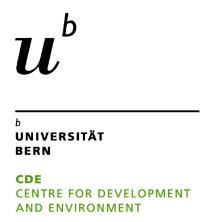 u^b
b
UNIVERSITÄT
BERN
CDE
CENTRE FOR DEVELOPMENT
AND ENVIRONMENT